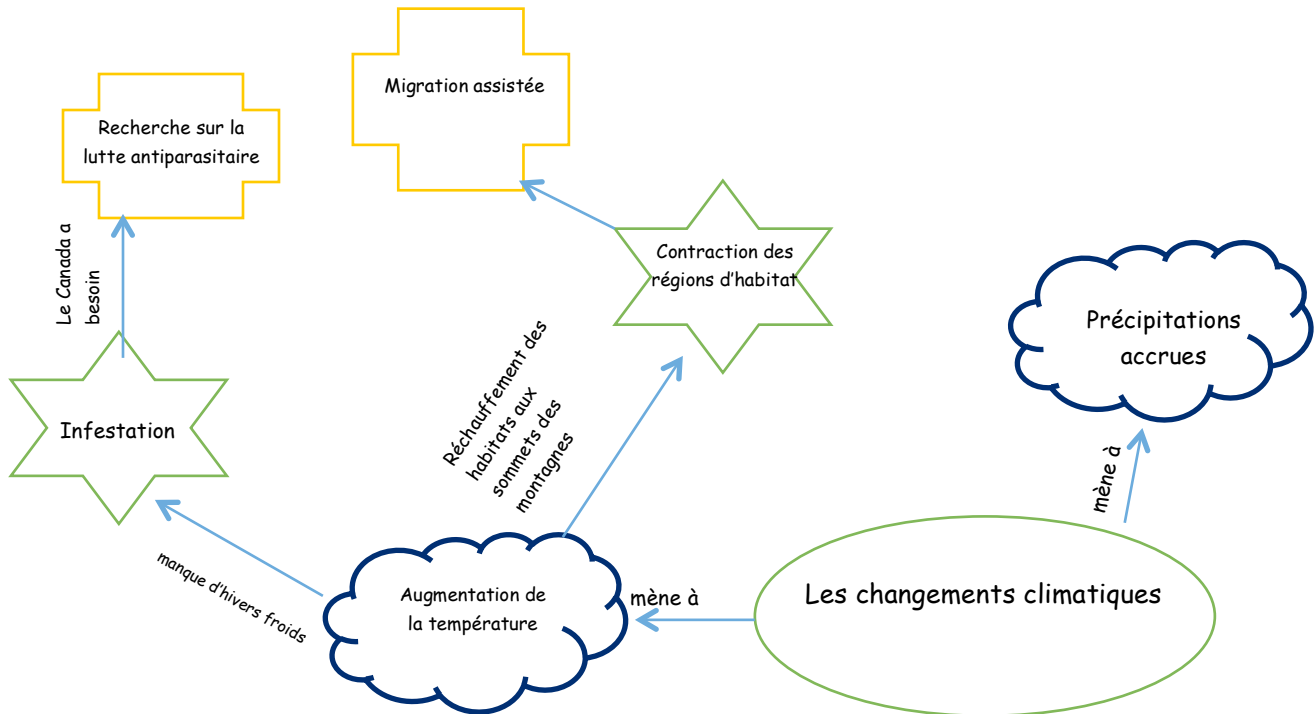 Migration assistée
Recherche sur la
lutte antiparasitaire
Le Canada a
besoin
Contraction des
régions d'habitat
Précipitations
accrues
Réchauffement des
habitats aux
sommets des
montagnes
Infestation
mène à
manque d'hivers froids
Augmentation de
la température
mène à
Les changements climatiques